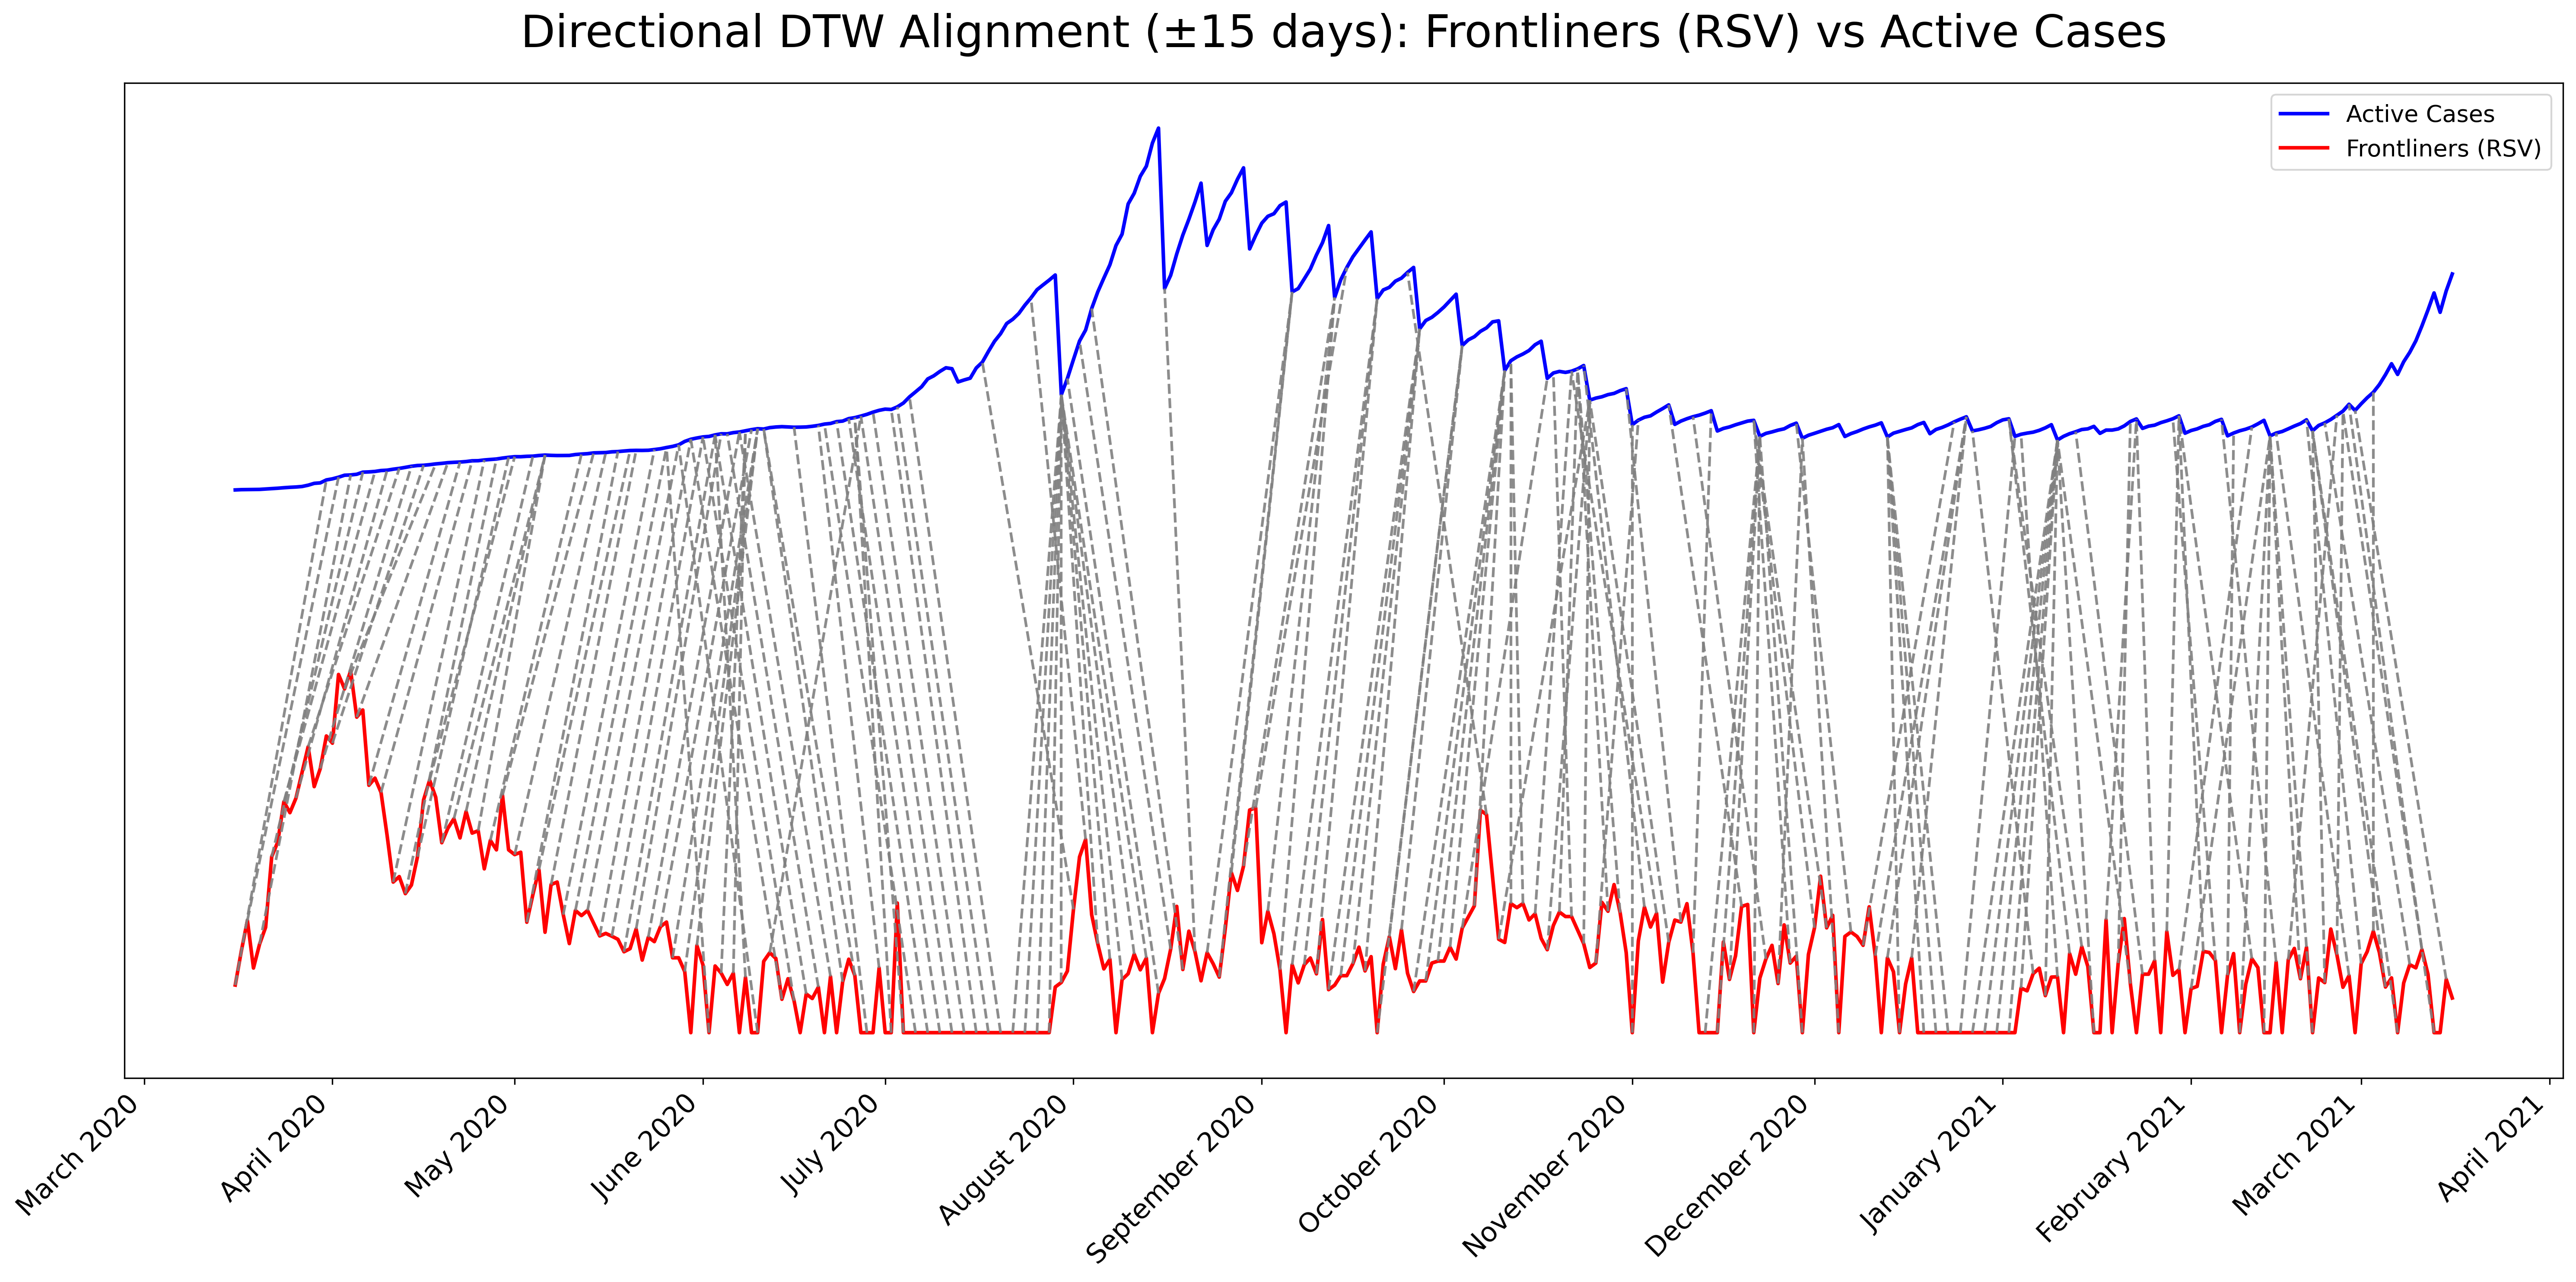 Directional DTW Alignment (±15 days): Frontliners (RSV) vs Active Cases
Active Cases
Frontliners (RSV)
March 2020
April 2020
May 2020
June 2020
July 2020
August 2020
September 2020
October 2020
November 2020
December 2020
January 2021
February 2021
March 2021
April 2021